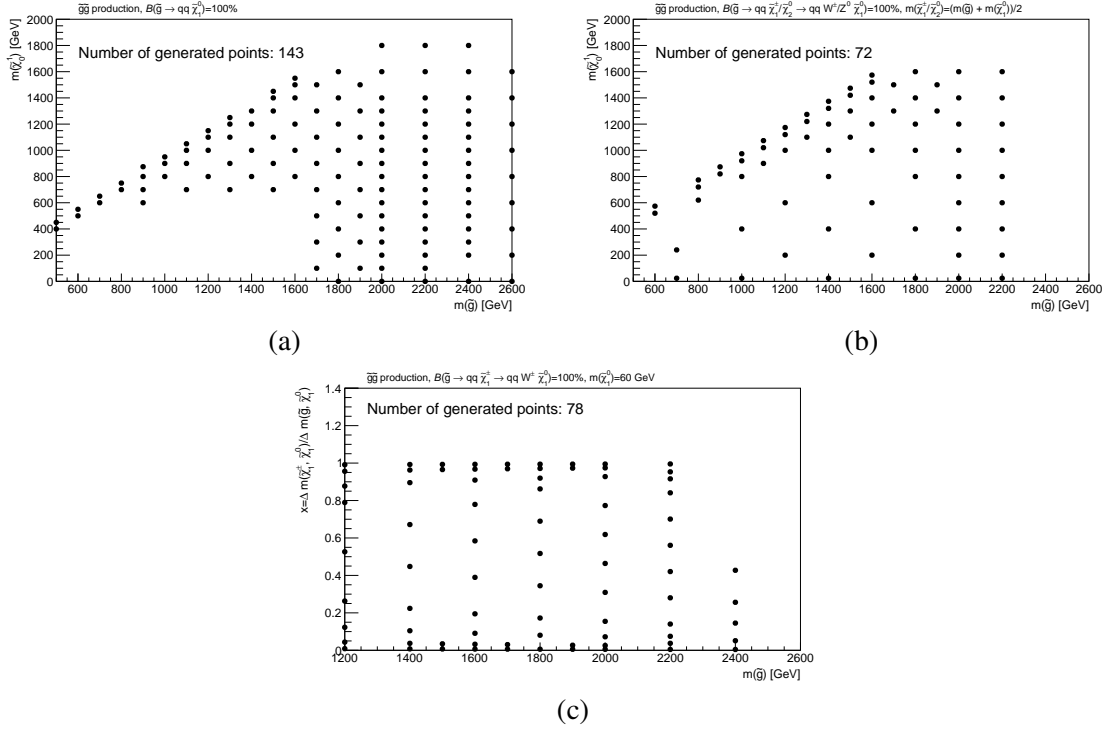 g̃g̃ production, B(g̃ → qq χ̃₁⁰)=100%
m(χ̃₀¹) [GeV]
Number of generated points: 143
2000
1800
1600
1400
1200
1000
800
600
400
200
0
600 800 1000 1200 1400 1600 1800 2000 2200 2400 2600
m(g̃) [GeV]
(a)
g̃g̃ production, B(g̃ → qq χ̃₁±/χ̃₂⁰ → qq W±/Z⁰ χ̃₁⁰)=100%, m(χ̃₁±/χ̃₂⁰)=(m(g̃) + m(χ̃₁⁰))/2
m(χ̃₀¹) [GeV]
Number of generated points: 72
2000
1800
1600
1400
1200
1000
800
600
400
200
0
600 800 1000 1200 1400 1600 1800 2000 2200 2400 2600
m(g̃) [GeV]
(b)
g̃g̃ production, B(g̃ → qq χ̃₁± → qq W± χ̃₁⁰)=100%, m(χ̃₁⁰)=60 GeV
x=Δ m(χ̃₁±, χ̃₁⁰)/Δ m(g̃, χ̃₁⁰)
Number of generated points: 78
1.4
1.2
1
0.8
0.6
0.4
0.2
0
1200 1400 1600 1800 2000 2200 2400 2600
m(g̃) [GeV]
(c)